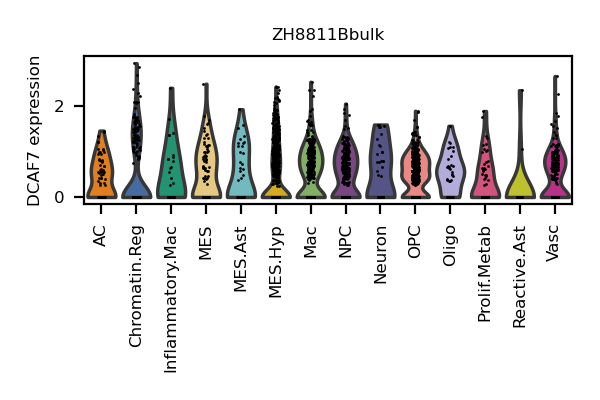 ZH8811Bbulk
DCAF7 expression
2
0
AC
Chromatin.Reg
Inflammatory.Mac
MES
MES.Ast
MES.Hyp
Mac
NPC
Neuron
OPC
Oligo
Prolif.Metab
Reactive.Ast
Vasc